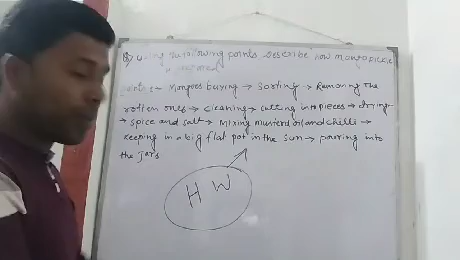 Q) Using the following points describe how mango pickle
is prepared
points :- Mangoes buying → Sorting → Removing the
rotten ones → cleaning → cutting into pieces → drying
→ spice and salt → mixing mustard oil and chilli →
keeping in a big flat pot in the sun → pouring into
the jars
H W